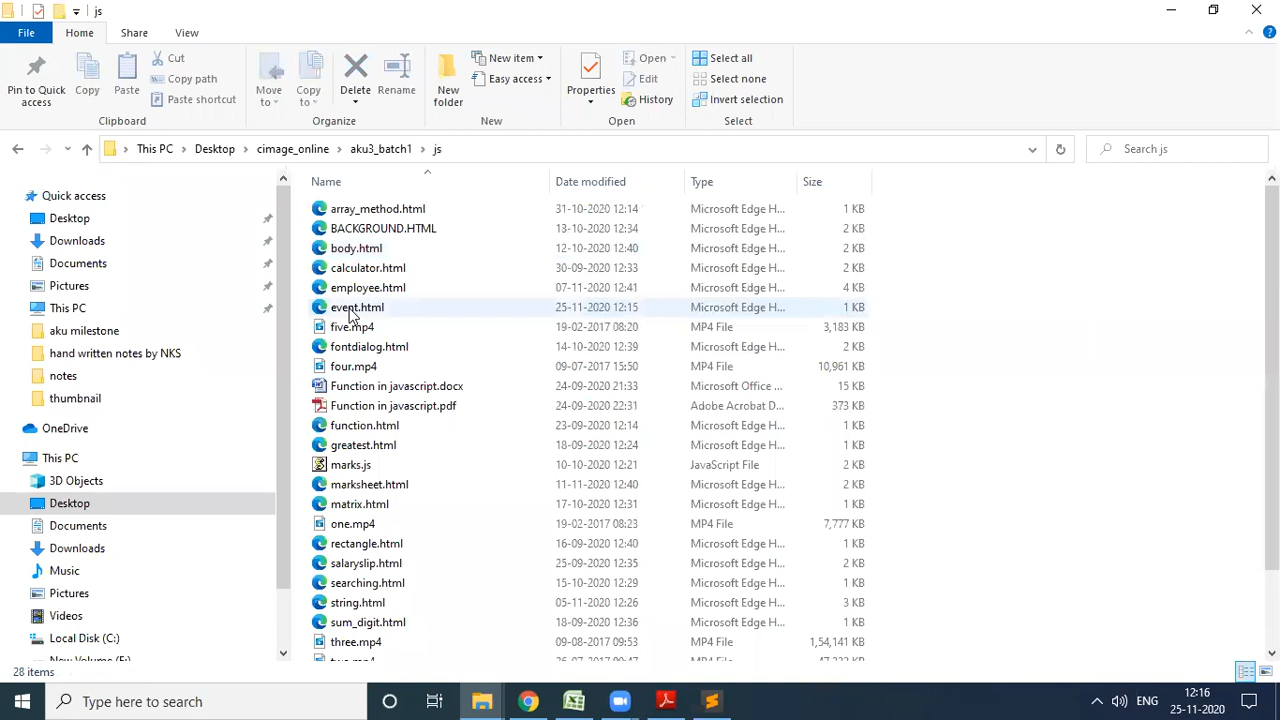 js
File Home Share View
Pin to Quick access
Copy
Paste
Cut
Copy path
Paste shortcut
Clipboard
Move to
Copy to
Delete
Rename
Organize
New folder
New item
Easy access
New
Properties
Open
Edit
History
Open
Select all
Select none
Invert selection
Select
This PC Desktop cimage_online aku3_batch1 js
Search js
Quick access
Desktop
Downloads
Documents
Pictures
This PC
aku milestone
hand written notes by NKS
notes
thumbnail
OneDrive
This PC
3D Objects
Desktop
Documents
Downloads
Music
Pictures
Videos
Local Disk (C:)
New Volume (E:)
Name Date modified Type Size
array_method.html 31-10-2020 12:14 Microsoft Edge H... 1 KB
BACKGROUND.HTML 13-10-2020 12:34 Microsoft Edge H... 2 KB
body.html 12-10-2020 12:40 Microsoft Edge H... 2 KB
calculator.html 30-09-2020 12:33 Microsoft Edge H... 2 KB
employee.html 07-11-2020 12:41 Microsoft Edge H... 4 KB
event.html 25-11-2020 12:15 Microsoft Edge H... 1 KB
five.mp4 19-02-2017 08:20 MP4 File 3,183 KB
fontdialog.html 14-10-2020 12:39 Microsoft Edge H... 2 KB
four.mp4 09-07-2017 15:50 MP4 File 10,961 KB
Function in javascript.docx 24-09-2020 21:33 Microsoft Office ... 15 KB
Function in javascript.pdf 24-09-2020 22:31 Adobe Acrobat D... 373 KB
function.html 23-09-2020 12:14 Microsoft Edge H... 1 KB
greatest.html 18-09-2020 12:24 Microsoft Edge H... 1 KB
marks.js 10-10-2020 12:21 JavaScript File 2 KB
marksheet.html 11-11-2020 12:40 Microsoft Edge H... 2 KB
matrix.html 17-10-2020 12:31 Microsoft Edge H... 1 KB
one.mp4 19-02-2017 08:23 MP4 File 7,777 KB
rectangle.html 16-09-2020 12:40 Microsoft Edge H... 1 KB
salaryslip.html 25-09-2020 12:35 Microsoft Edge H... 2 KB
searching.html 15-10-2020 12:29 Microsoft Edge H... 1 KB
string.html 05-11-2020 12:26 Microsoft Edge H... 3 KB
sum_digit.html 18-09-2020 12:36 Microsoft Edge H... 1 KB
three.mp4 09-08-2017 09:53 MP4 File 1,54,141 KB
two.mp4 MP4 File
28 items
Type here to search
ENG
12:16
25-11-2020